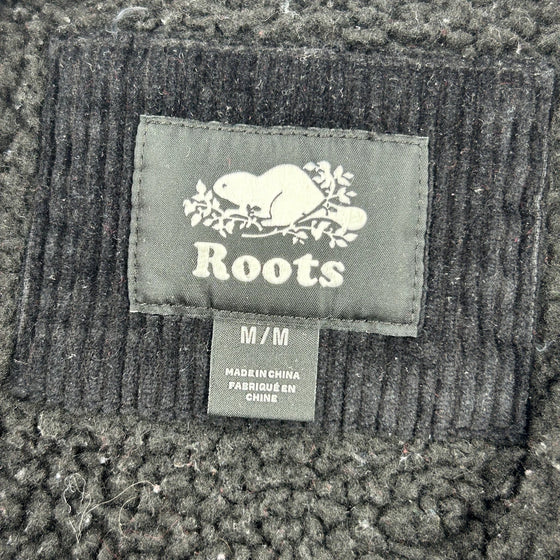 Roots
M/M
MADE IN CHINA
FABRIQUÉ EN
CHINE